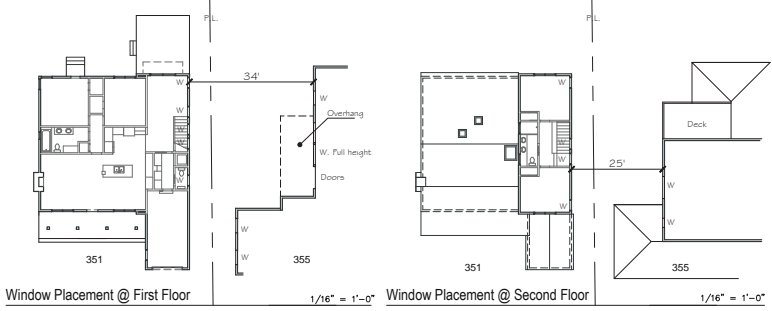 P.L.
34'
W
W
W
W
W
Overhang
W. Full height
Doors
W
W
351
355
Window Placement @ First Floor
1/16" = 1'-0"
P.L.
W
W
W
Deck
25'
W
W
W
351
355
Window Placement @ Second Floor
1/16" = 1'-0"